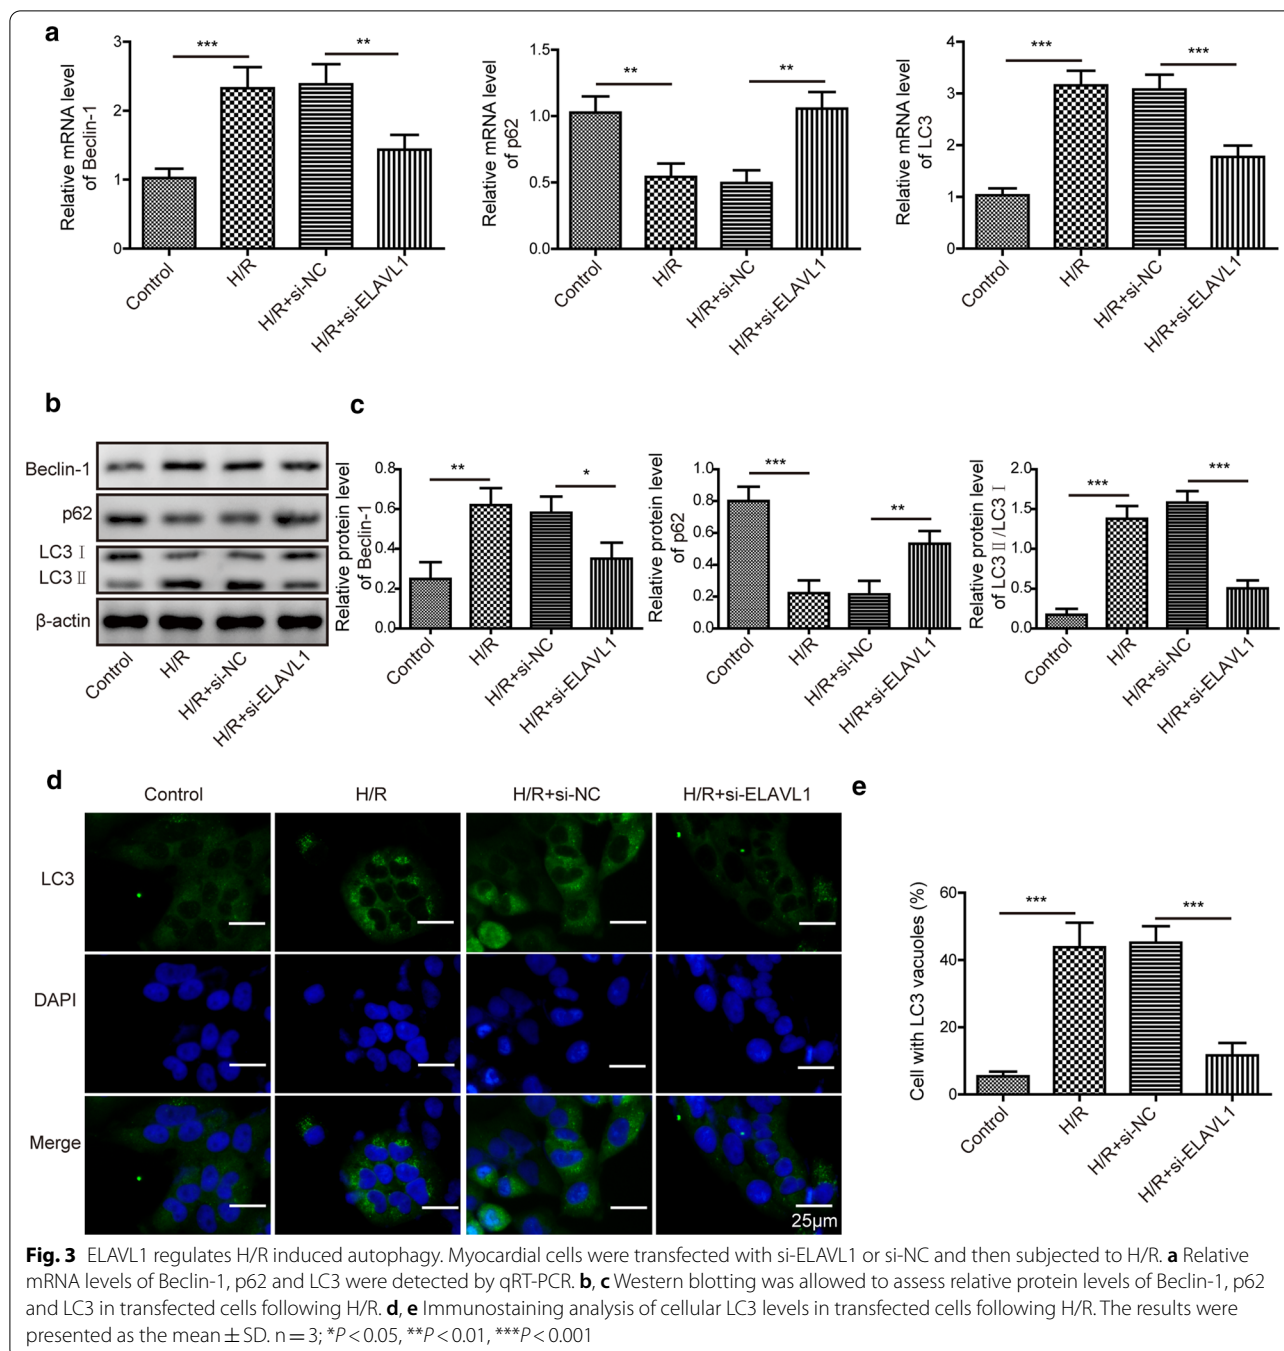 a
Relative mRNA level
of Beclin-1
3
2
1
0
***
**
Control
H/R
H/R+si-NC
H/R+si-ELAVL1
Relative mRNA level
of p62
1.5
1.0
0.5
0.0
**
**
Control
H/R
H/R+si-NC
H/R+si-ELAVL1
Relative mRNA level
of LC3
4
3
2
1
0
***
***
Control
H/R
H/R+si-NC
H/R+si-ELAVL1
b
Beclin-1
p62
LC3 Ⅰ
LC3 Ⅱ
β-actin
Control
H/R
H/R+si-NC
H/R+si-ELAVL1
c
Relative protein level
of Beclin-1
0.8
0.6
0.4
0.2
0.0
**
*
Control
H/R
H/R+si-NC
H/R+si-ELAVL1
Relative protein level
of p62
0.8
0.6
0.4
0.2
0.0
***
**
Control
H/R
H/R+si-NC
H/R+si-ELAVL1
Relative protein level
of LC3 Ⅱ/LC3 Ⅰ
2.0
1.5
1.0
0.5
0.0
***
***
Control
H/R
H/R+si-NC
H/R+si-ELAVL1
d
Control
H/R
H/R+si-NC
H/R+si-ELAVL1
LC3
DAPI
Merge
25μm
e
Cell with LC3 vacuoles (%)
60
40
20
0
***
***
Control
H/R
H/R+si-NC
H/R+si-ELAVL1
Fig. 3 ELAVL1 regulates H/R induced autophagy. Myocardial cells were transfected with si-ELAVL1 or si-NC and then subjected to H/R. a Relative
mRNA levels of Beclin-1, p62 and LC3 were detected by qRT-PCR. b, c Western blotting was allowed to assess relative protein levels of Beclin-1, p62
and LC3 in transfected cells following H/R. d, e Immunostaining analysis of cellular LC3 levels in transfected cells following H/R. The results were
presented as the mean ± SD. n = 3; *P < 0.05, **P < 0.01, ***P < 0.001